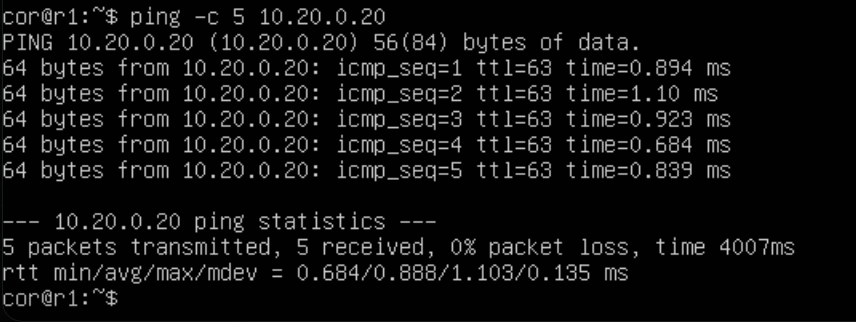 cor@r1:~$ ping -c 5 10.20.0.20
PING 10.20.0.20 (10.20.0.20) 56(84) bytes of data.
64 bytes from 10.20.0.20: icmp_seq=1 ttl=63 time=0.894 ms
64 bytes from 10.20.0.20: icmp_seq=2 ttl=63 time=1.10 ms
64 bytes from 10.20.0.20: icmp_seq=3 ttl=63 time=0.923 ms
64 bytes from 10.20.0.20: icmp_seq=4 ttl=63 time=0.684 ms
64 bytes from 10.20.0.20: icmp_seq=5 ttl=63 time=0.839 ms

--- 10.20.0.20 ping statistics ---
5 packets transmitted, 5 received, 0% packet loss, time 4007ms
rtt min/avg/max/mdev = 0.684/0.888/1.103/0.135 ms
cor@r1:~$